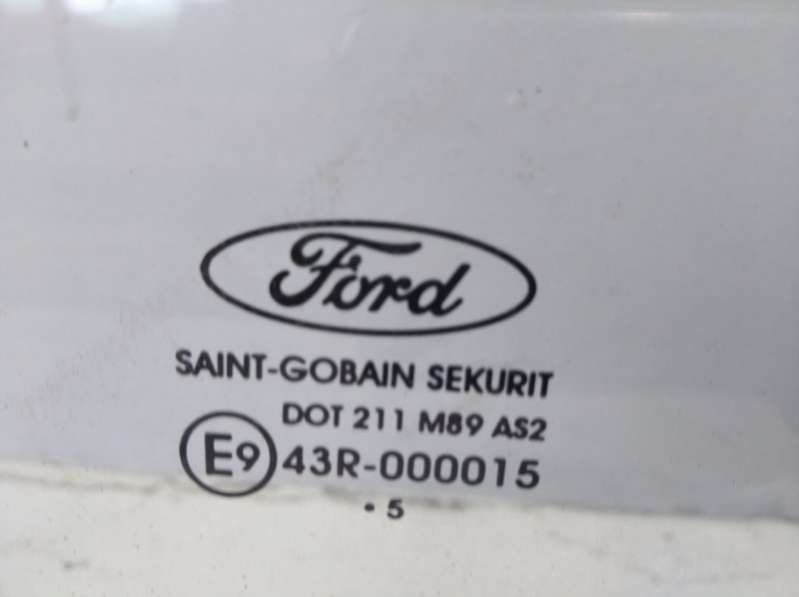 Ford
SAINT-GOBAIN SEKURIT
DOT 211 M89 AS2
E9 43R-000015
. 5